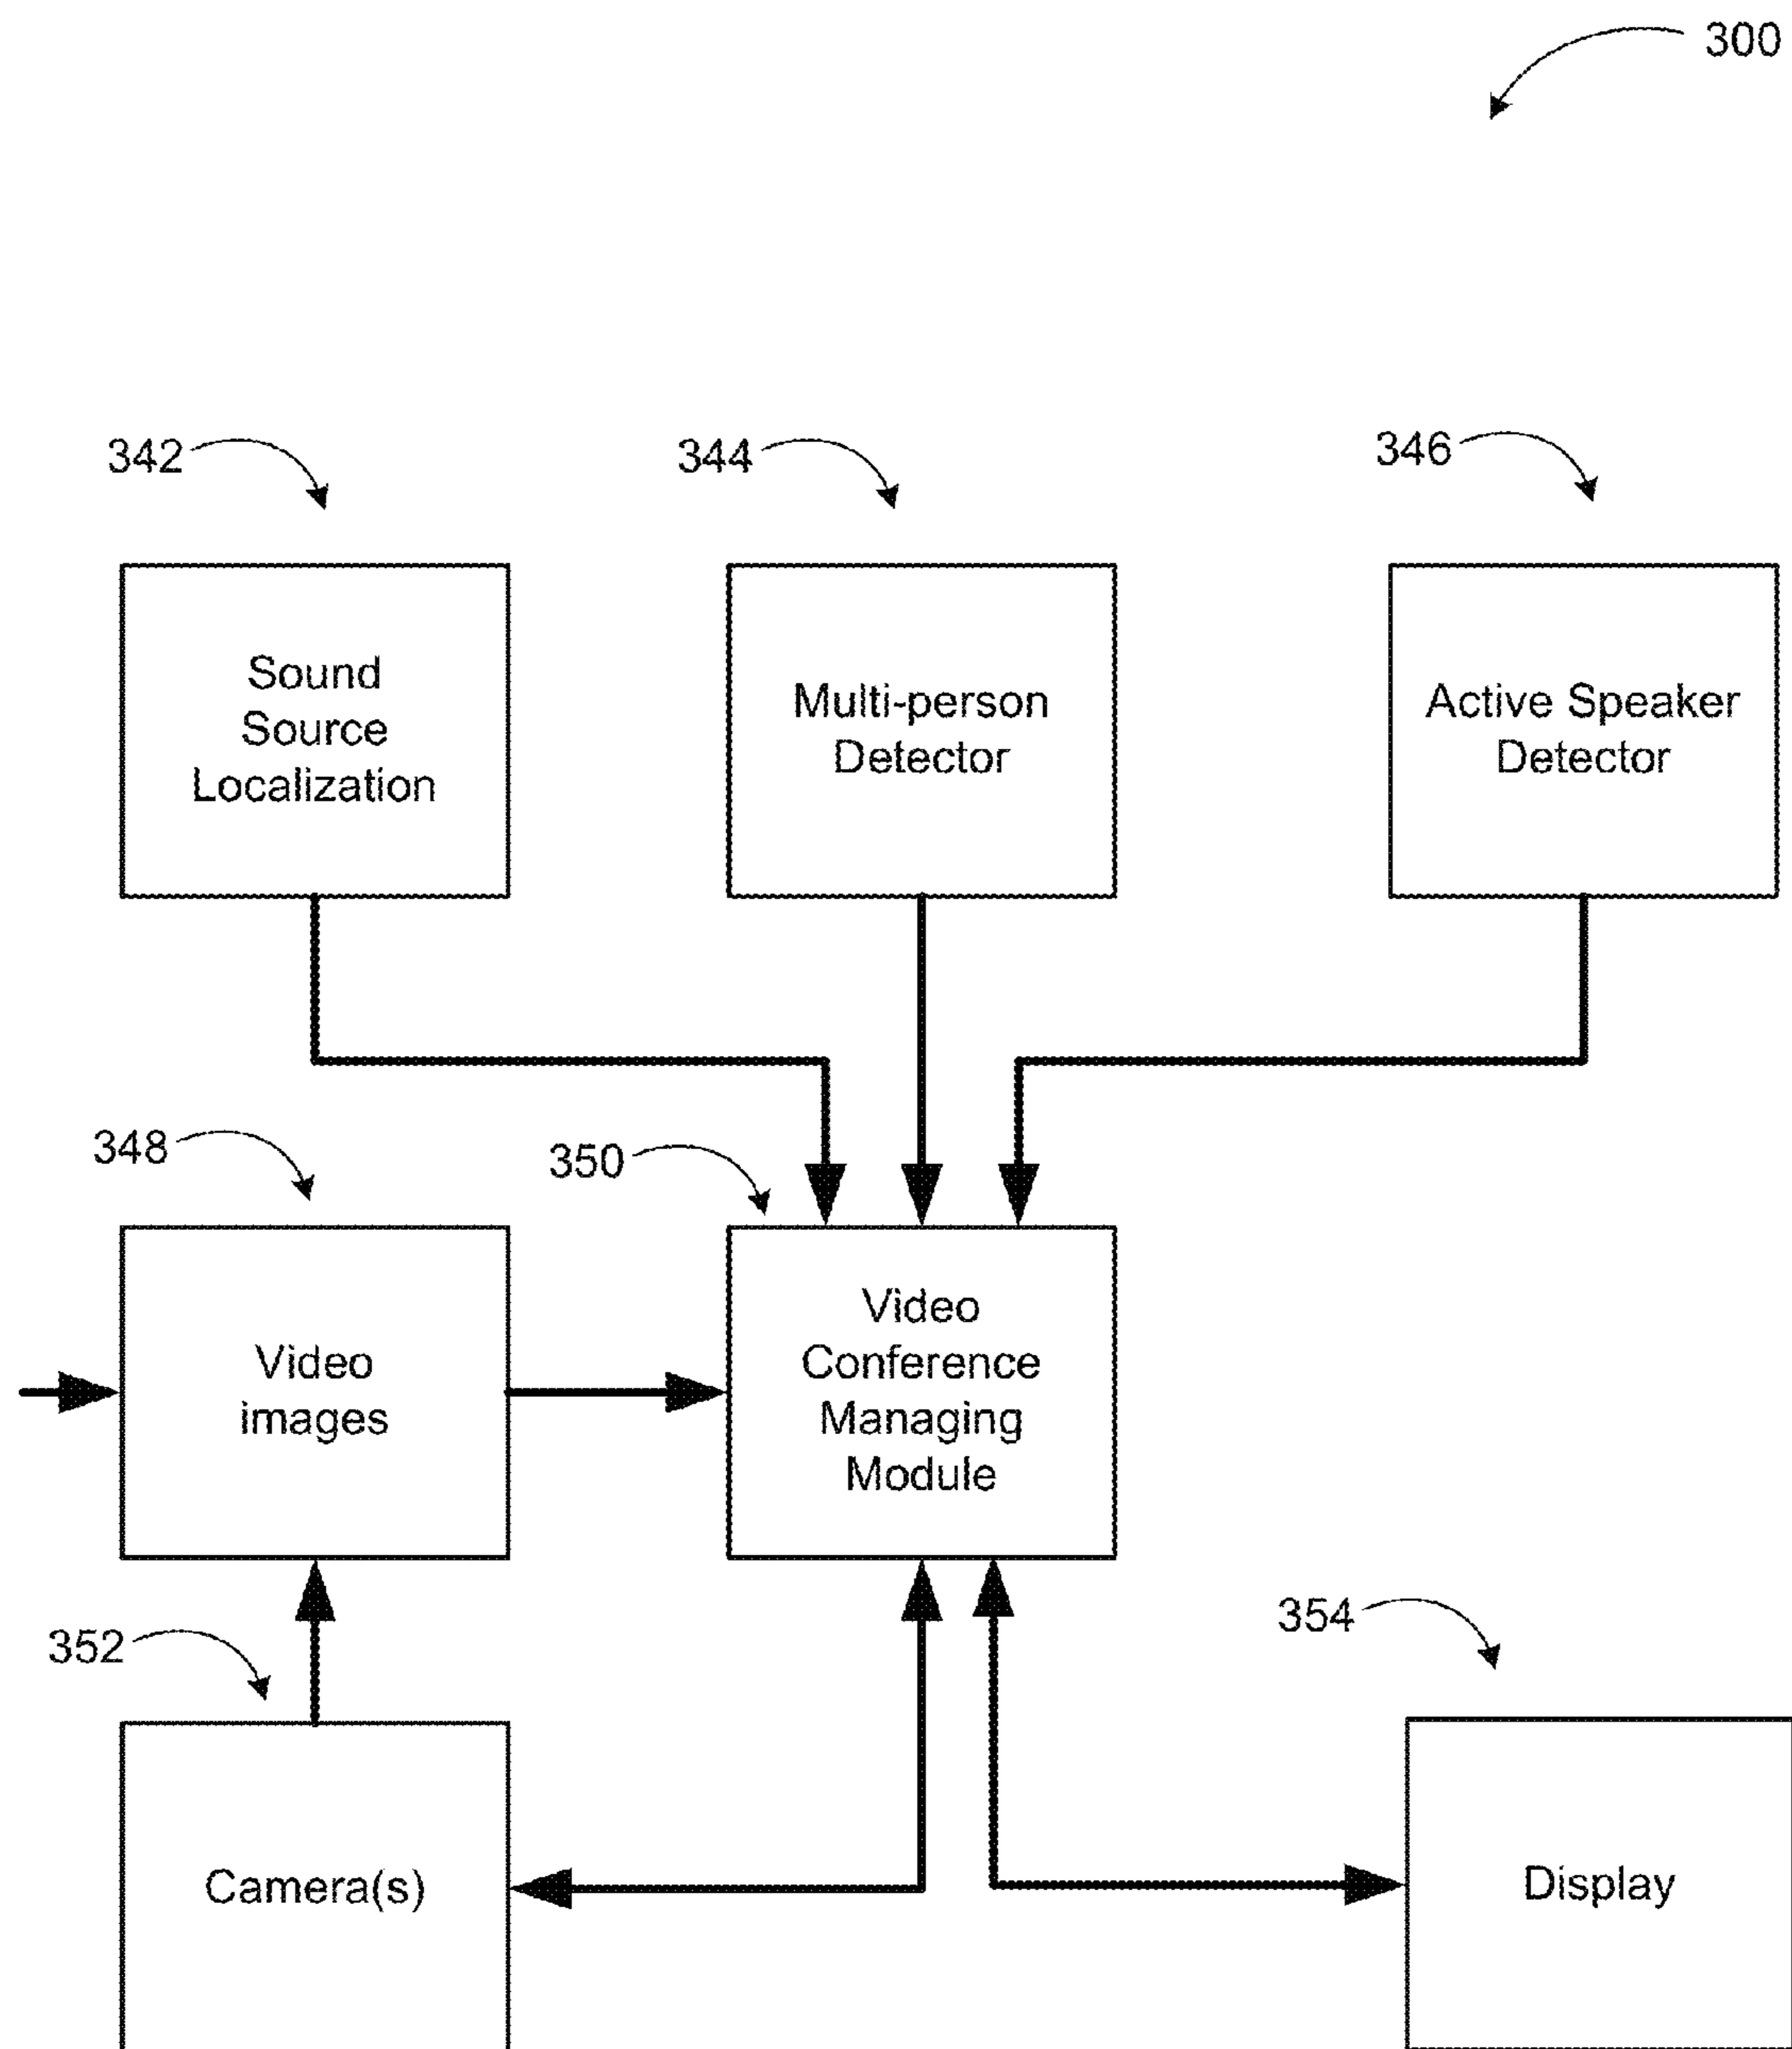 300
342
344
346
Sound
Source
Localization
Multi-person
Detector
Active Speaker
Detector
348
350
Video
images
Video
Conference
Managing
Module
352
354
Camera(s)
Display